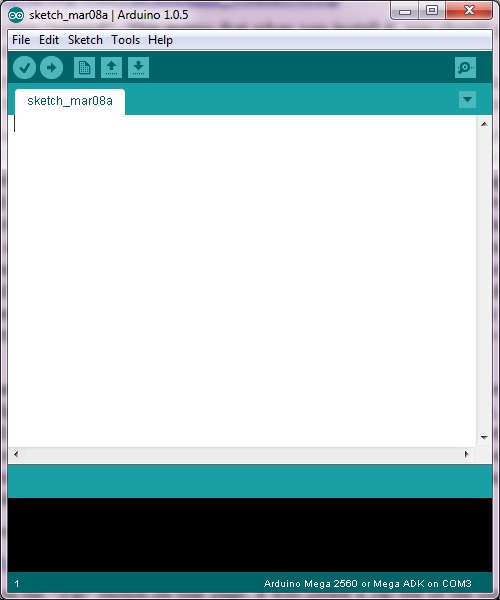 sketch_mar08a | Arduino 1.0.5
File Edit Sketch Tools Help
sketch_mar08a
1 Arduino Mega 2560 or Mega ADK on COM3